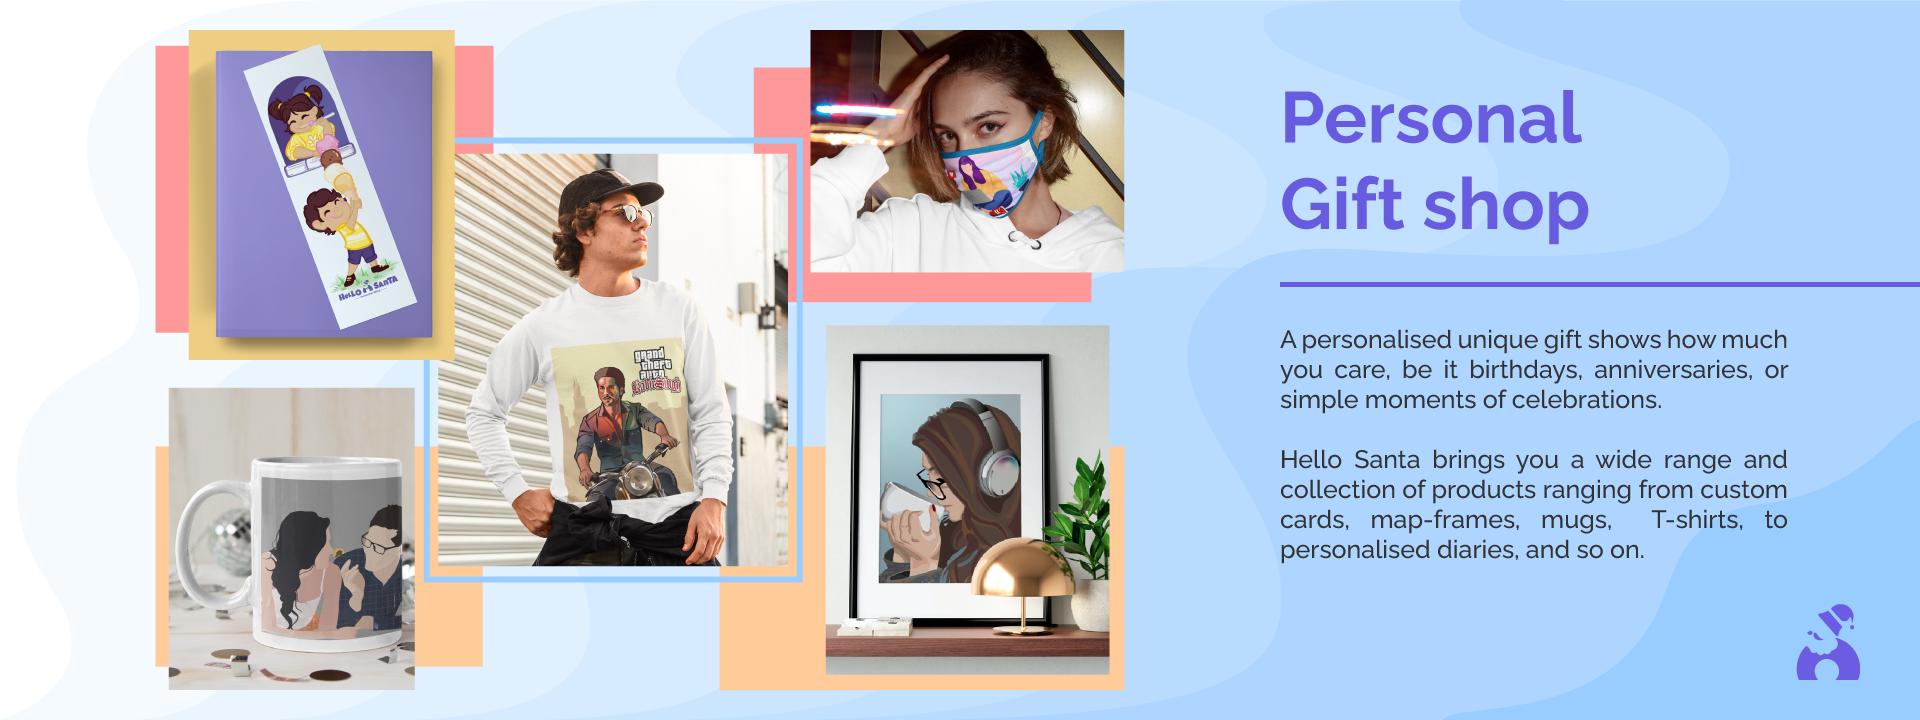 Personal
Gift shop
A personalised unique gift shows how much
you care, be it birthdays, anniversaries, or
simple moments of celebrations.
Hello Santa brings you a wide range and
collection of products ranging from custom
cards, map-frames, mugs, T-shirts, to
personalised diaries, and so on.
HeLLO SanTA
grand
theft
auto
Kabir Singh